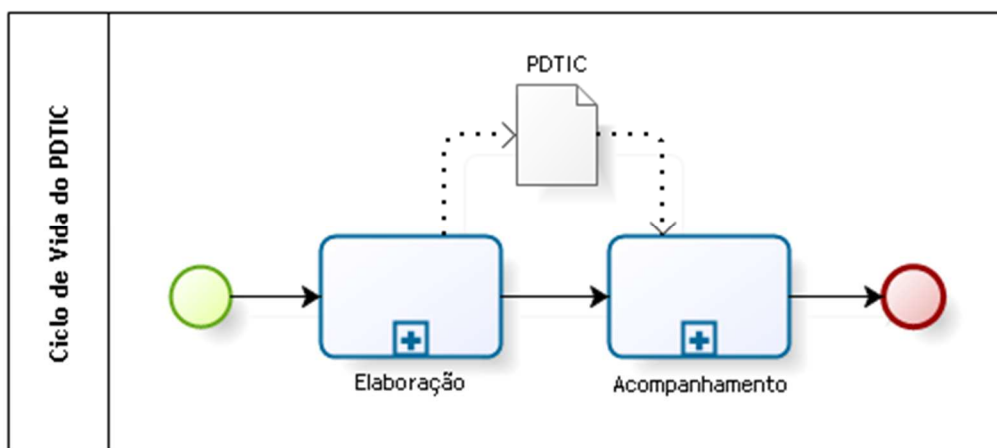 Ciclo de Vida do PDTIC
PDTIC
Elaboração
Acompanhamento